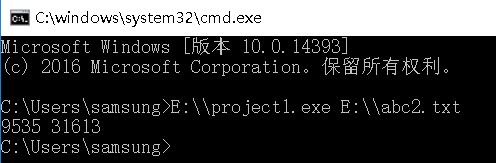 C:\windows\system32\cmd.exe
Microsoft Windows [版本 10.0.14393]
(c) 2016 Microsoft Corporation。保留所有权利。
C:\Users\samsung>E:\\project1.exe E:\\abc2.txt
9535 31613
C:\Users\samsung>